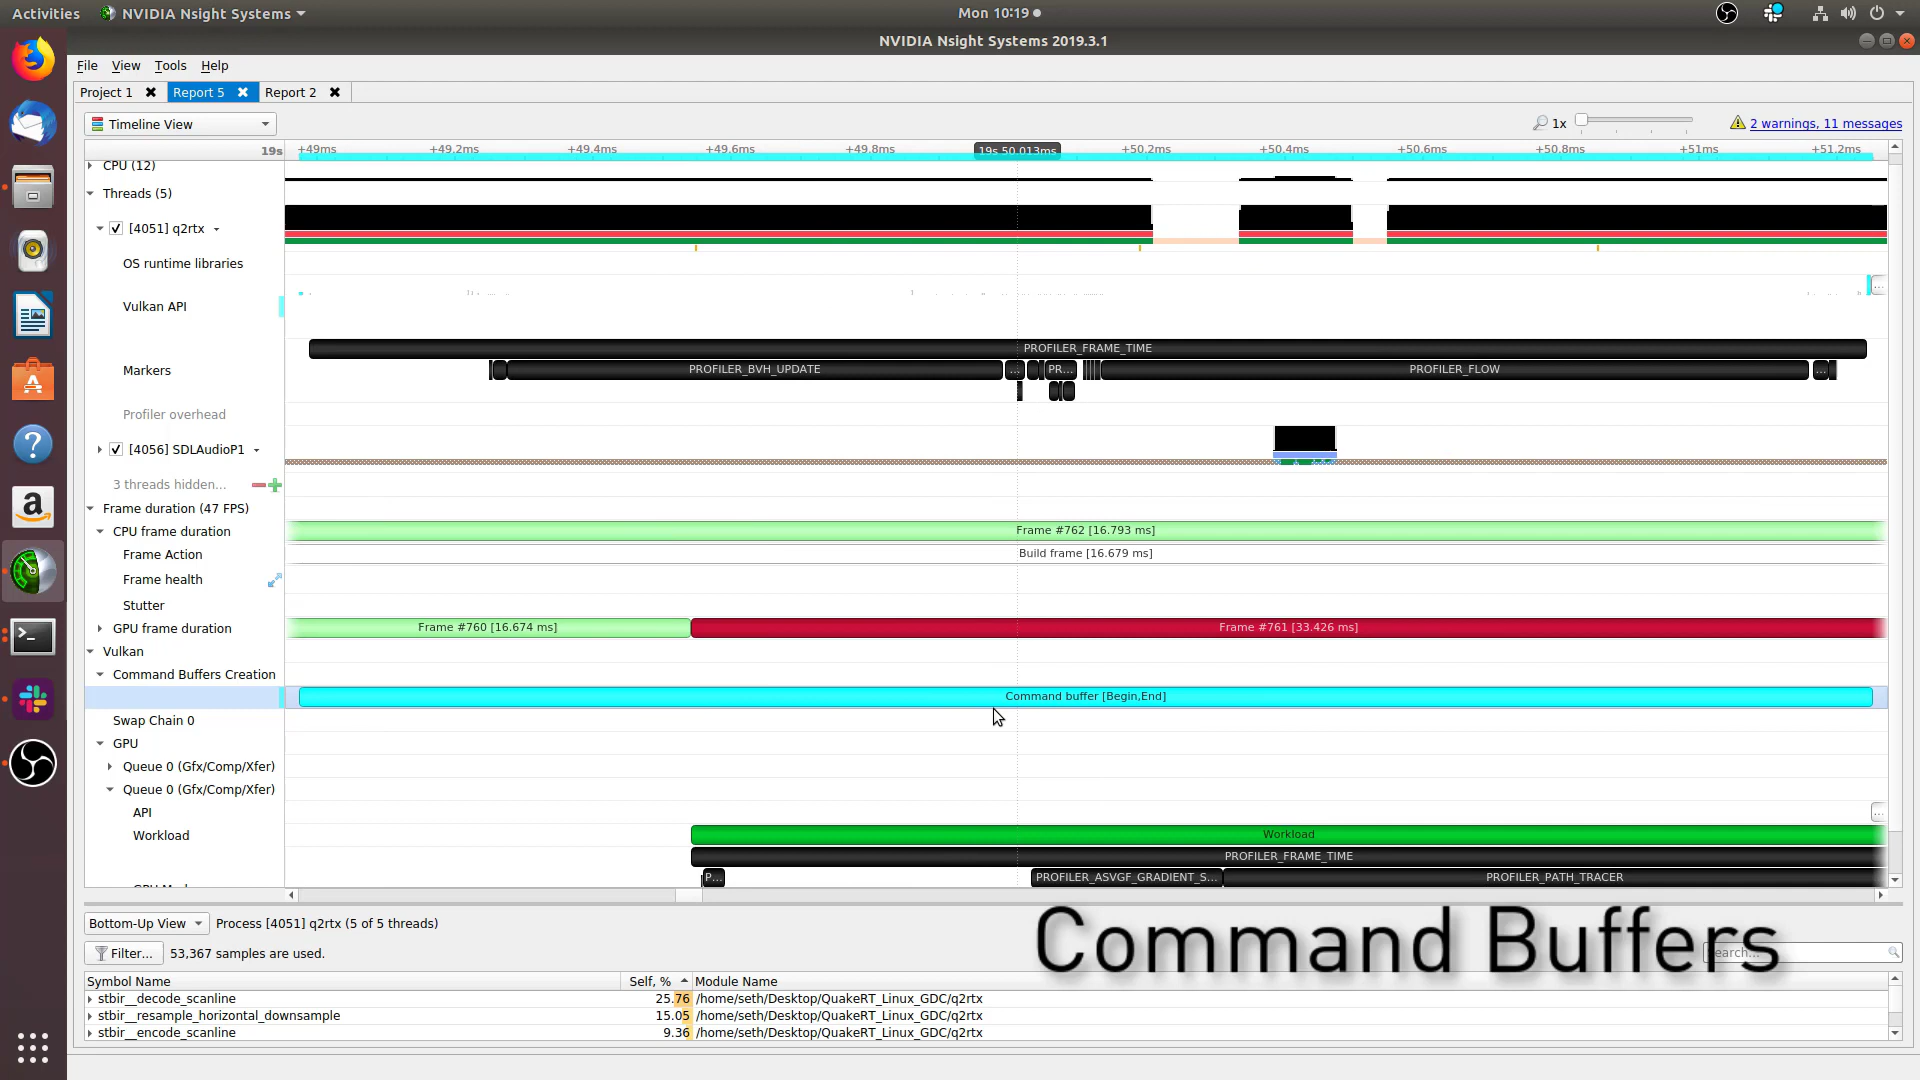 Activities NVIDIA Nsight Systems Mon 10:19
NVIDIA Nsight Systems 2019.3.1
File View Tools Help
Project 1 Report 5 Report 2
Timeline View 1x 2 warnings, 11 messages
19s +49ms +49.2ms +49.4ms +49.6ms +49.8ms 19s 50.013ms +50.2ms +50.4ms +50.6ms +50.8ms +51ms +51.2ms
CPU (12)
Threads (5)
[4051] q2rtx
OS runtime libraries
...
Vulkan API
PROFILER_FRAME_TIME
Markers PROFILER_BVH_UPDATE ... PR... PROFILER_FLOW ...
Profiler overhead
[4056] SDLAudioP1
3 threads hidden...
Frame duration (47 FPS)
CPU frame duration Frame #762 [16.793 ms]
Frame Action Build frame [16.679 ms]
Frame health
Stutter
GPU frame duration Frame #760 [16.674 ms] Frame #761 [33.426 ms]
Vulkan
Command Buffers Creation
Command buffer [Begin,End]
Swap Chain 0
GPU
Queue 0 (Gfx/Comp/Xfer)
Queue 0 (Gfx/Comp/Xfer)
API ...
Workload Workload
PROFILER_FRAME_TIME
P... PROFILER_ASVGF_GRADIENT_S... PROFILER_PATH_TRACER
Bottom-Up View Process [4051] q2rtx (5 of 5 threads)
Command Buffers
Filter... 53,367 samples are used. Search...
Symbol Name Self, % Module Name
stbir__decode_scanline 25.76 /home/seth/Desktop/QuakeRT_Linux_GDC/q2rtx
stbir__resample_horizontal_downsample 15.05 /home/seth/Desktop/QuakeRT_Linux_GDC/q2rtx
stbir__encode_scanline 9.36 /home/seth/Desktop/QuakeRT_Linux_GDC/q2rtx